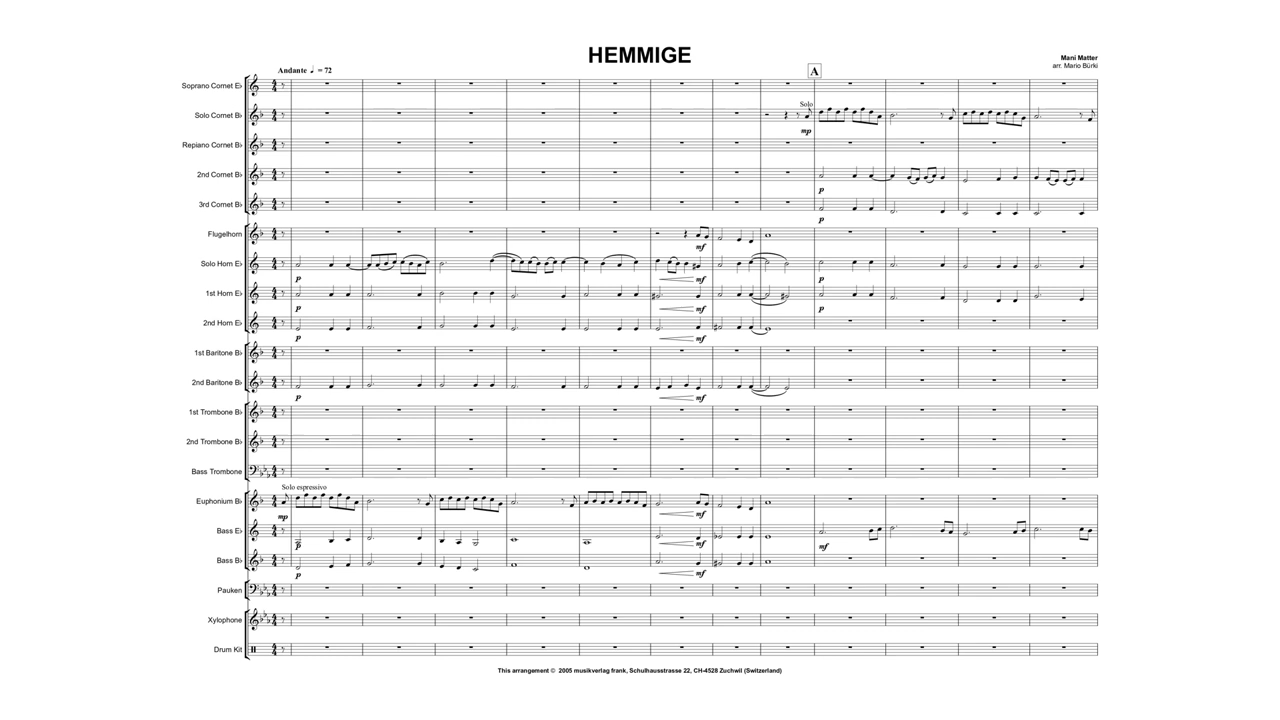 HEMMIGE
Mani Matter
arr. Mario Bürki
Andante ♩ = 72
A
Soprano Cornet E♭
Solo
Solo Cornet B♭
mp
Repiano Cornet B♭
2nd Cornet B♭
p
3rd Cornet B♭
p
Flugelhorn
mf
Solo Horn E♭
p mf p
1st Horn E♭
p mf p
2nd Horn E♭
p mf
1st Baritone B♭
2nd Baritone B♭
p mf
1st Trombone B♭
2nd Trombone B♭
Bass Trombone
Solo espressivo
Euphonium B♭
mp mf
Bass E♭
p mf mf
Bass B♭
p mf
Pauken
Xylophone
Drum Kit
This arrangement © 2005 musikverlag frank, Schulhausstrasse 22, CH-4528 Zuchwil (Switzerland)